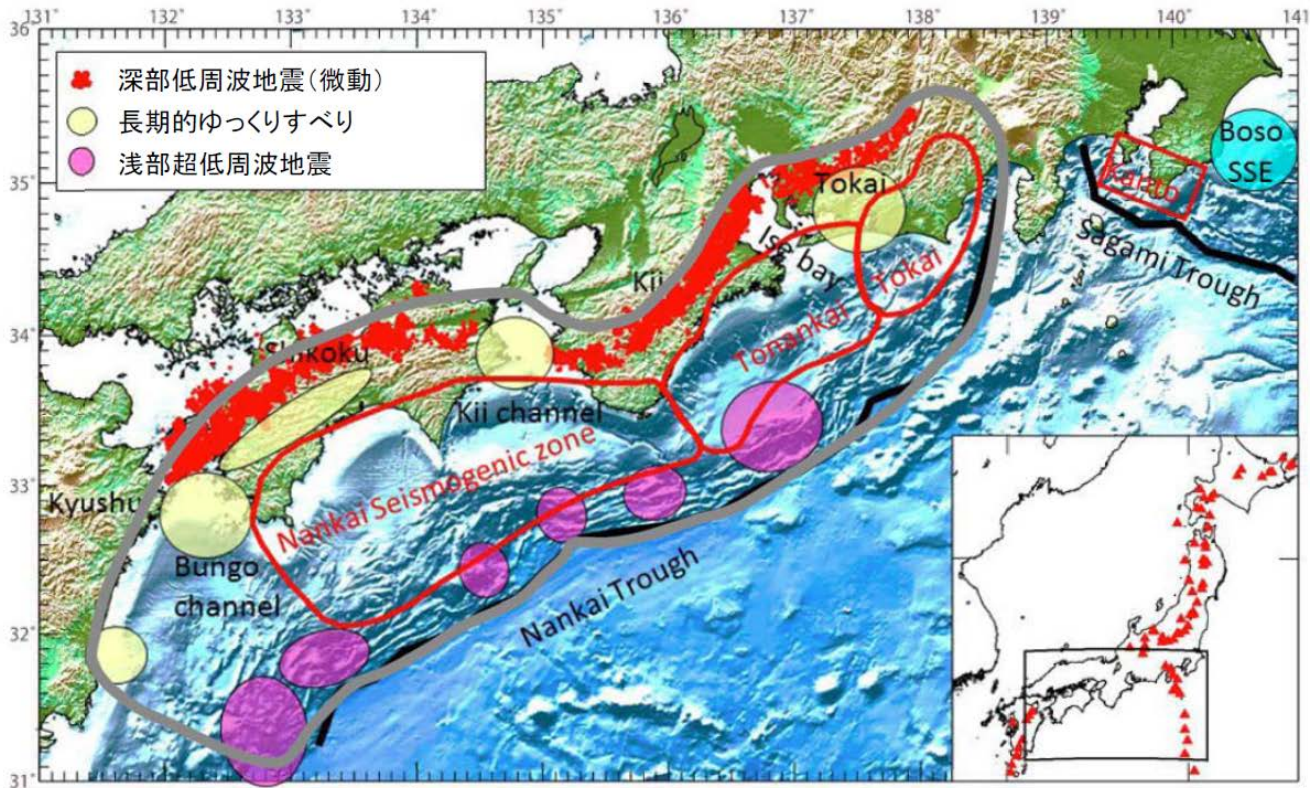 131° 132° 133° 134° 135° 136° 137° 138° 139° 140° 141°
36°
深部低周波地震(微動)
長期的ゆっくりすべり
浅部超低周波地震
Boso
SSE
35°
Tokai
Kanto
Ise bay
Sagami Trough
Kii
Tokai
34°
Tonankai
Shikoku
Kii channel
Nankai Seismogenic zone
33°
Kyushu
Bungo
channel
Nankai Trough
32°
31°